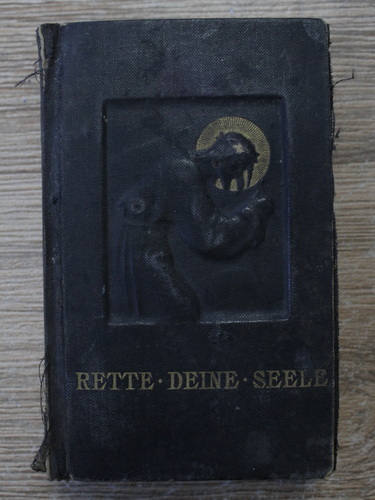 RETTE · DEINE · SEELE